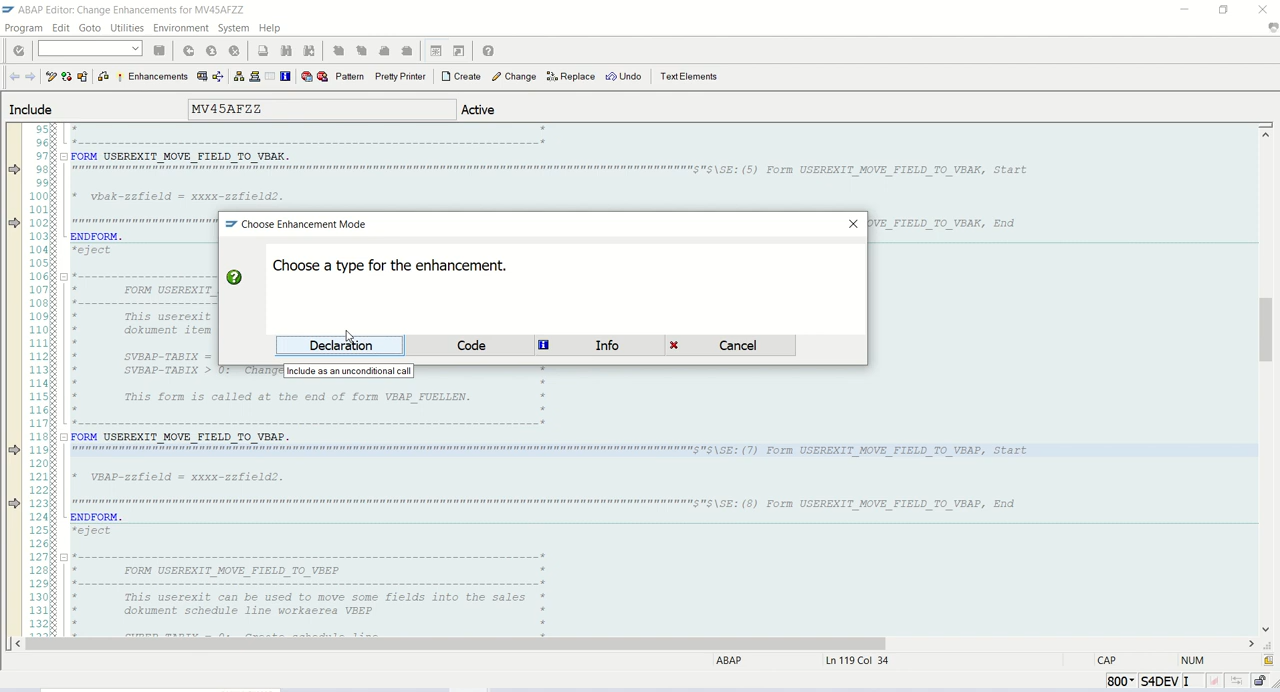 ABAP Editor: Change Enhancements for MV45AFZZ
Program Edit Goto Utilities Environment System Help
Enhancements Pattern Pretty Printer Create Change Replace Undo Text Elements
Include MV45AFZZ Active
95 * *
96 *---------------------------------------------------------------------*
97 FORM USEREXIT_MOVE_FIELD_TO_VBAK.
98 """"""""""""""""""""""""""""""""""""""""""""""""""""""""""""""""""""""""""""""""""""""""""""$"$\SE:(5) Form USEREXIT_MOVE_FIELD_TO_VBAK, Start
99
100 * vbak-zzfield = xxxx-zzfield2.
101
102 """""""""""""""""""""" VE_FIELD_TO_VBAK, End
103 ENDFORM.
104 *eject
105
106 *---------------------
107 * FORM USEREXIT_
108 *---------------------
109 * This userexit
110 * dokument item
111 *
112 * SVBAP-TABIX =
113 * SVBAP-TABIX > 0: Change *
114 * *
115 * This form is called at the end of form VBAP_FUELLEN. *
116 * *
117 *---------------------------------------------------------------------*
118 FORM USEREXIT_MOVE_FIELD_TO_VBAP.
119 """"""""""""""""""""""""""""""""""""""""""""""""""""""""""""""""""""""""""""""""""""""""""""$"$\SE:(7) Form USEREXIT_MOVE_FIELD_TO_VBAP, Start
120
121 * VBAP-zzfield = xxxx-zzfield2.
122
123 """"""""""""""""""""""""""""""""""""""""""""""""""""""""""""""""""""""""""""""""""""""""""""$"$\SE:(8) Form USEREXIT_MOVE_FIELD_TO_VBAP, End
124 ENDFORM.
125 *eject
126
127 *---------------------------------------------------------------------*
128 * FORM USEREXIT_MOVE_FIELD_TO_VBEP *
129 *---------------------------------------------------------------------*
130 * This userexit can be used to move some fields into the sales *
131 * dokument schedule line workaerea VBEP *
132 * *
Choose Enhancement Mode
Choose a type for the enhancement.
Declaration Code Info Cancel
Include as an unconditional call
ABAP Ln 119 Col 34 CAP NUM
800 S4DEV I